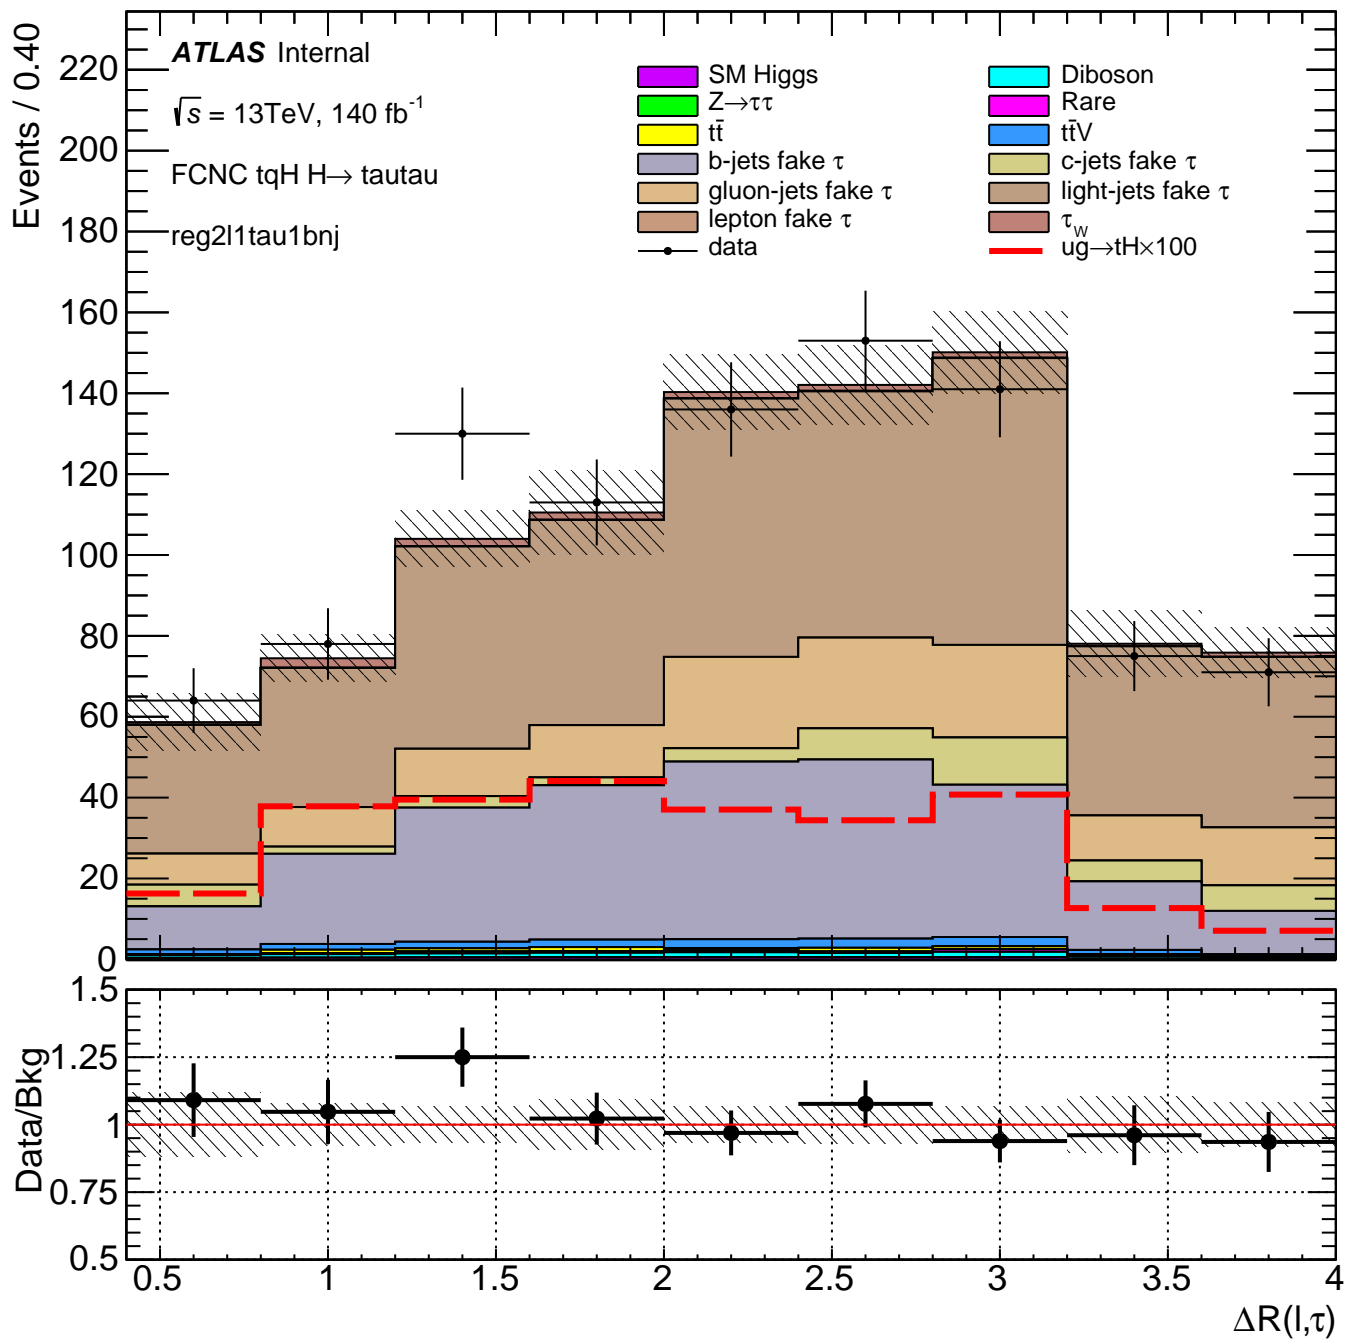 Events / 0.40
220
200
180
160
140
120
100
80
60
40
20
0
ATLAS Internal
√s = 13TeV, 140 fb⁻¹
FCNC tqH H→ tautau
reg2l1tau1bnj
SM Higgs
Diboson
Z→ττ
Rare
tt̄
tt̄V
b-jets fake τ
c-jets fake τ
gluon-jets fake τ
light-jets fake τ
lepton fake τ
τ_W
data
ug→tH×100
Data/Bkg
1.5
1.25
1
0.75
0.5
0.5 1 1.5 2 2.5 3 3.5 4
ΔR(l,τ)